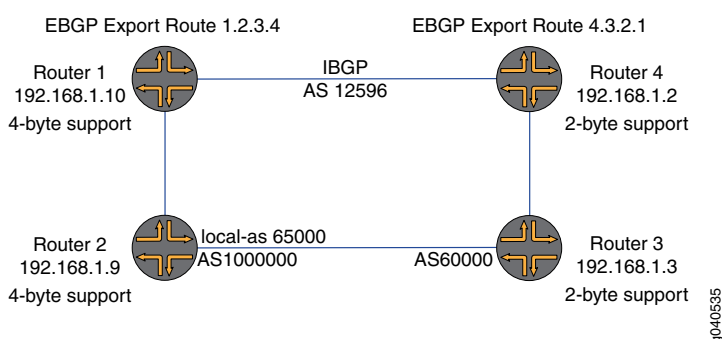 EBGP Export Route 1.2.3.4
EBGP Export Route 4.3.2.1
Router 1
192.168.1.10
4-byte support
IBGP
AS 12596
Router 4
192.168.1.2
2-byte support
Router 2
192.168.1.9
4-byte support
local-as 65000
AS1000000
AS60000
Router 3
192.168.1.3
2-byte support
g040535